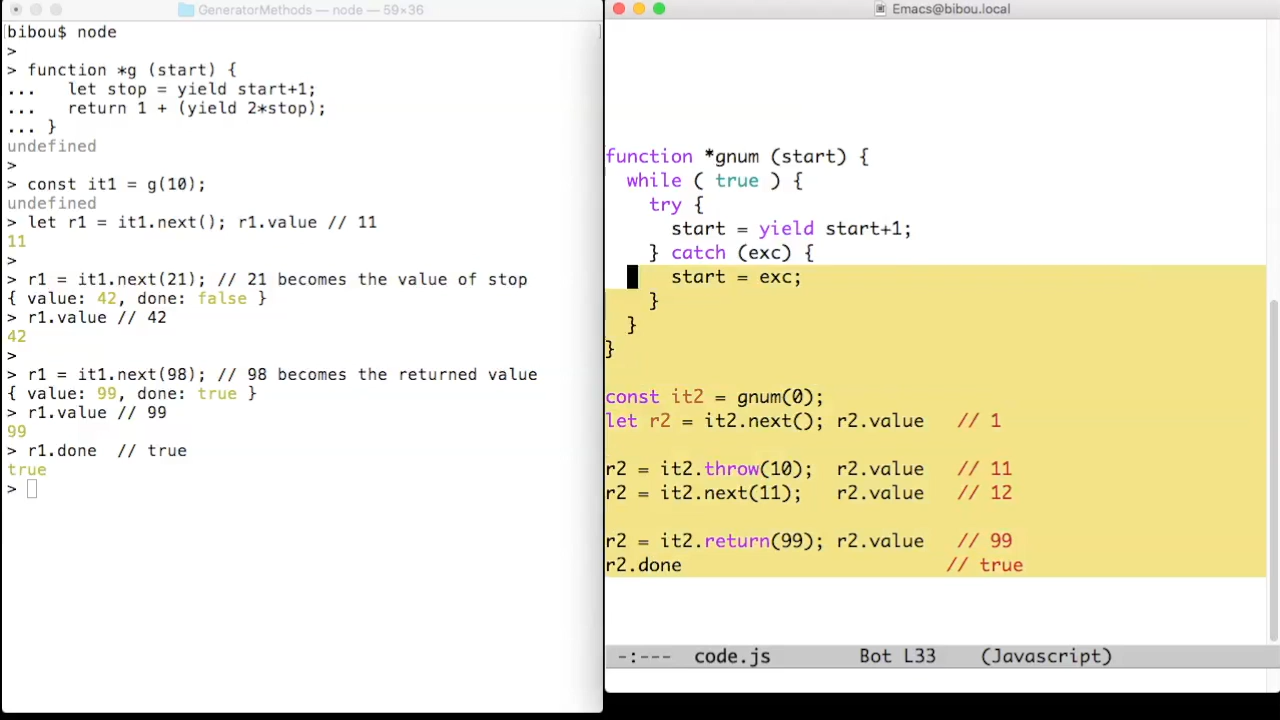 GeneratorMethods — node — 59×36
bibou$ node
>
> function *g (start) {
...    let stop = yield start+1;
...    return 1 + (yield 2*stop);
... }
undefined
>
> const it1 = g(10);
undefined
> let r1 = it1.next(); r1.value // 11
11
>
> r1 = it1.next(21); // 21 becomes the value of stop
{ value: 42, done: false }
> r1.value // 42
42
>
> r1 = it1.next(98); // 98 becomes the returned value
{ value: 99, done: true }
> r1.value // 99
99
> r1.done  // true
true
>
Emacs@bibou.local
function *gnum (start) {
  while ( true ) {
    try {
      start = yield start+1;
    } catch (exc) {
      start = exc;
    }
  }
}
const it2 = gnum(0);
let r2 = it2.next(); r2.value   // 1
r2 = it2.throw(10);  r2.value   // 11
r2 = it2.next(11);   r2.value   // 12
r2 = it2.return(99); r2.value   // 99
r2.done                        // true
-:---  code.js        Bot L33    (Javascript)